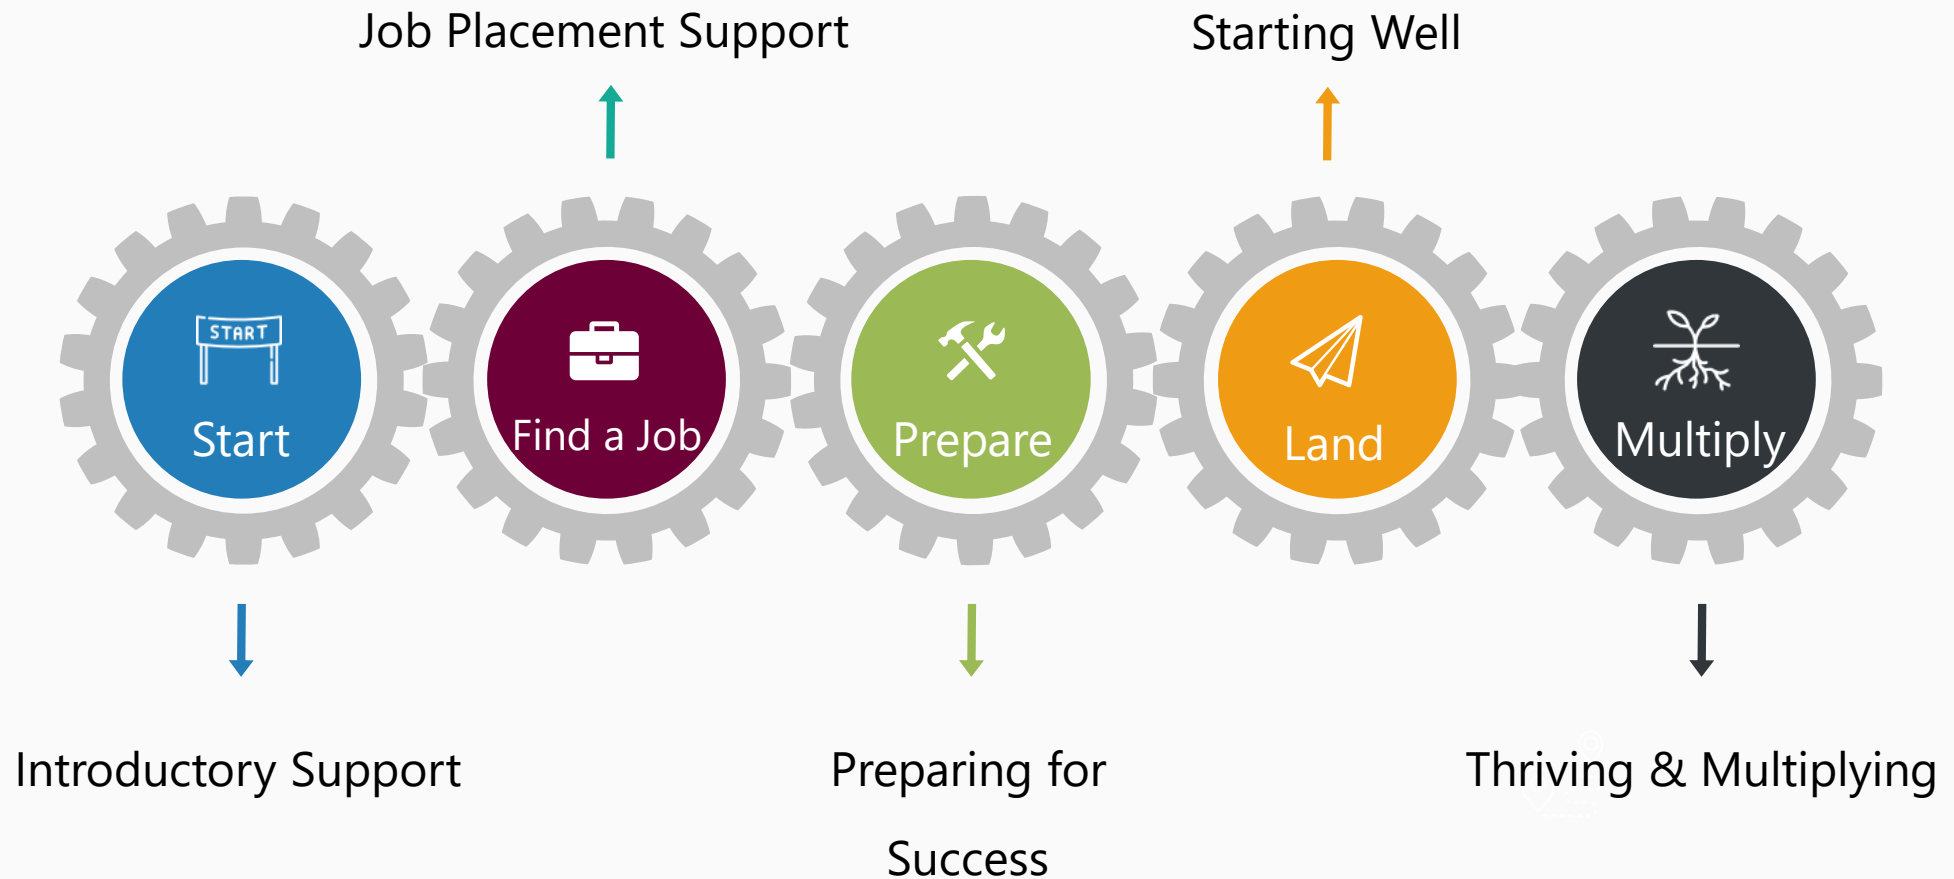 Job Placement Support
Starting Well
START
Start
Find a Job
Prepare
Land
Multiply
Introductory Support
Preparing for
Success
Thriving & Multiplying